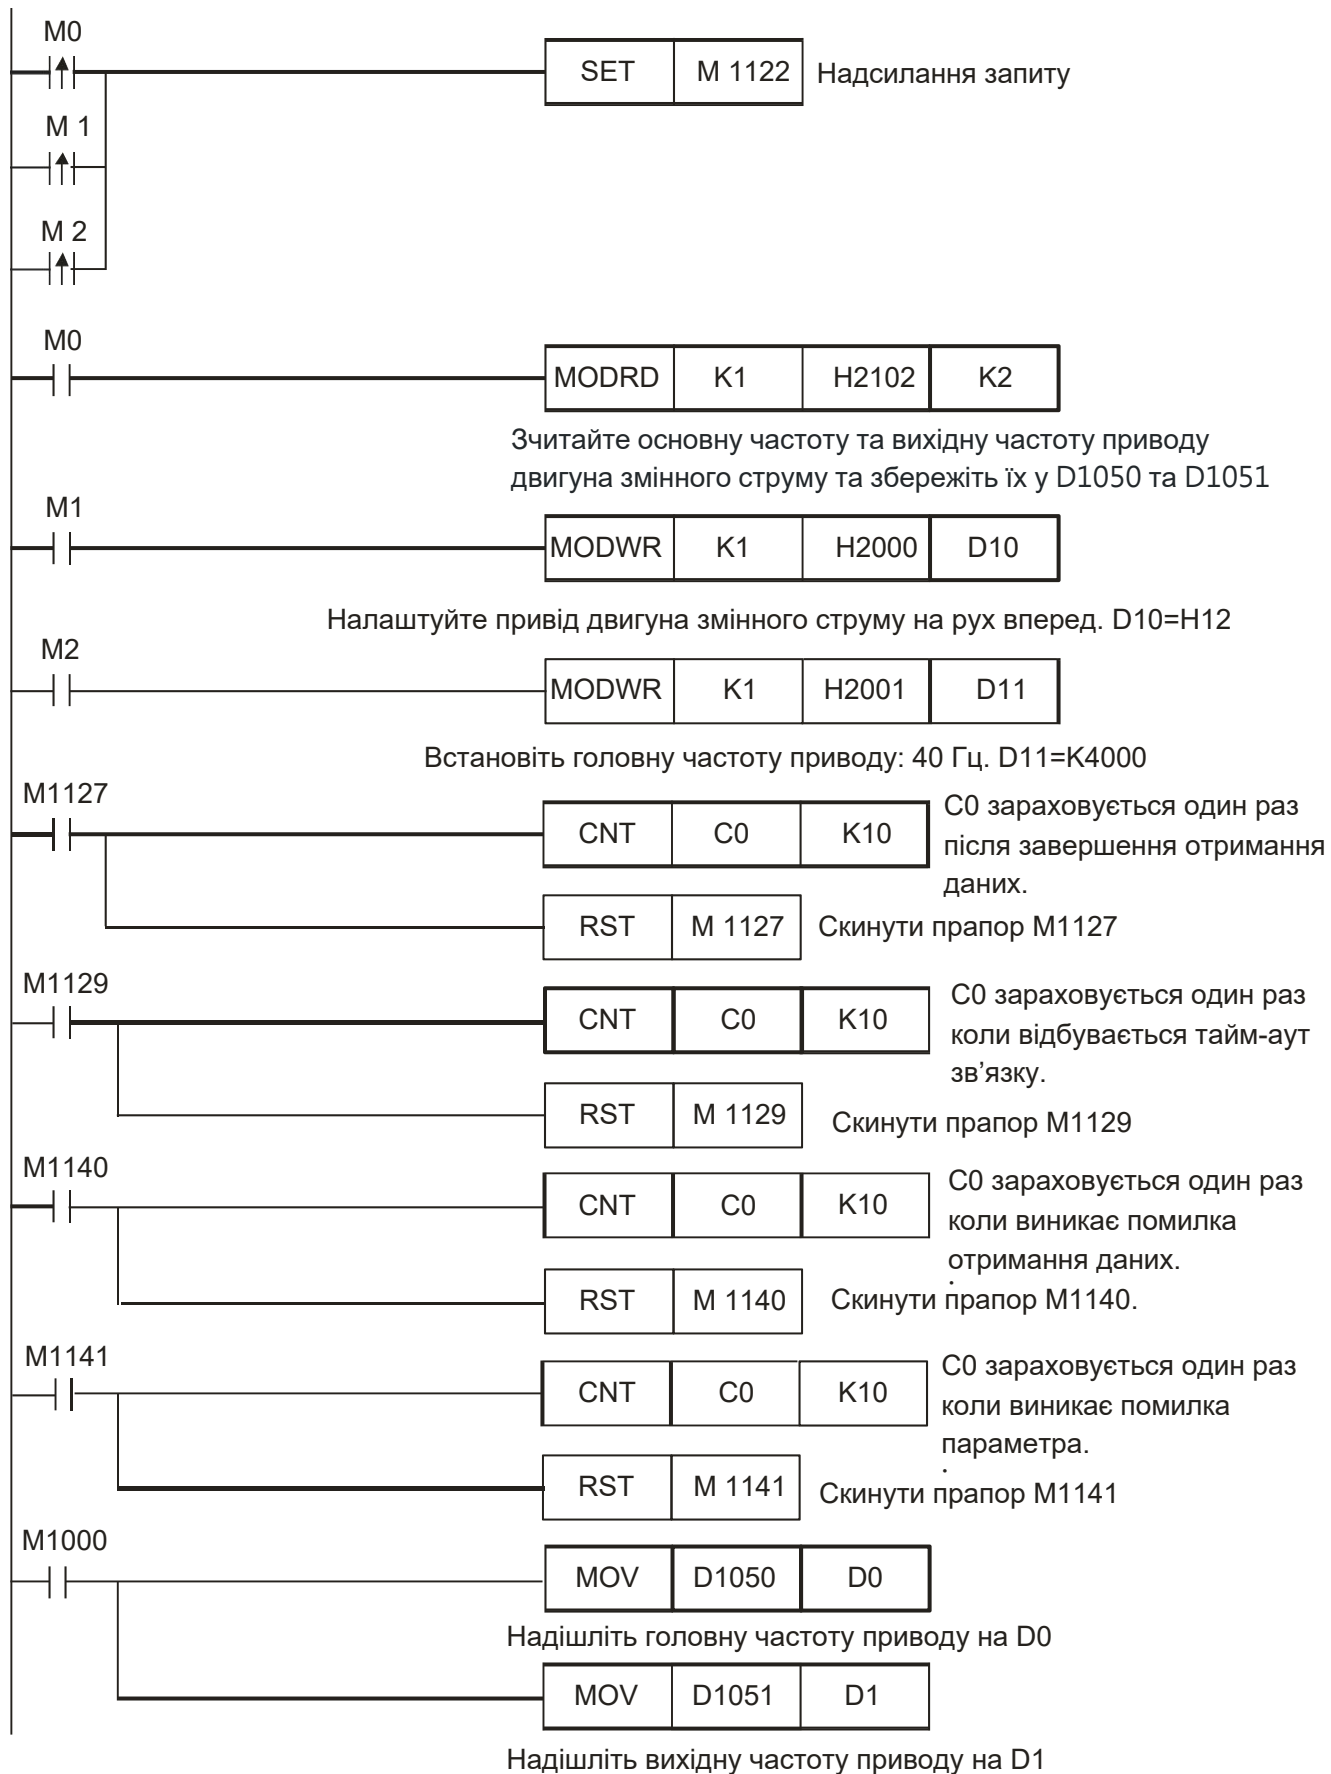 M0
SET M 1122 Надсилання запиту
M 1
M 2
M0
MODRD K1 H2102 K2
Зчитайте основну частоту та вихідну частоту приводу
двигуна змінного струму та збережіть їх у D1050 та D1051
M1
MODWR K1 H2000 D10
Налаштуйте привід двигуна змінного струму на рух вперед. D10=H12
M2
MODWR K1 H2001 D11
Встановіть головну частоту приводу: 40 Гц. D11=K4000
M1127
CNT C0 K10
C0 зараховується один раз
після завершення отримання
даних.
RST M 1127 Скинути прапор M1127
M1129
CNT C0 K10
C0 зараховується один раз
коли відбувається тайм-аут
зв’язку.
RST M 1129 Скинути прапор M1129
M1140
CNT C0 K10
C0 зараховується один раз
коли виникає помилка
отримання даних.
.
RST M 1140 Скинути прапор M1140.
M1141
CNT C0 K10
C0 зараховується один раз
коли виникає помилка
параметра.
.
RST M 1141 Скинути прапор M1141
M1000
MOV D1050 D0
Надішліть головну частоту приводу на D0
MOV D1051 D1
Надішліть вихідну частоту приводу на D1